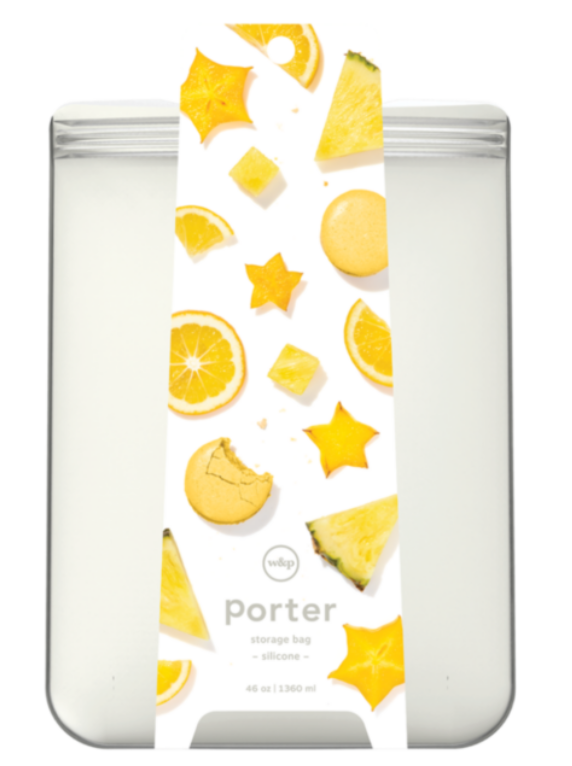 w&p
porter
storage bag
– silicone –
46 oz | 1360 ml